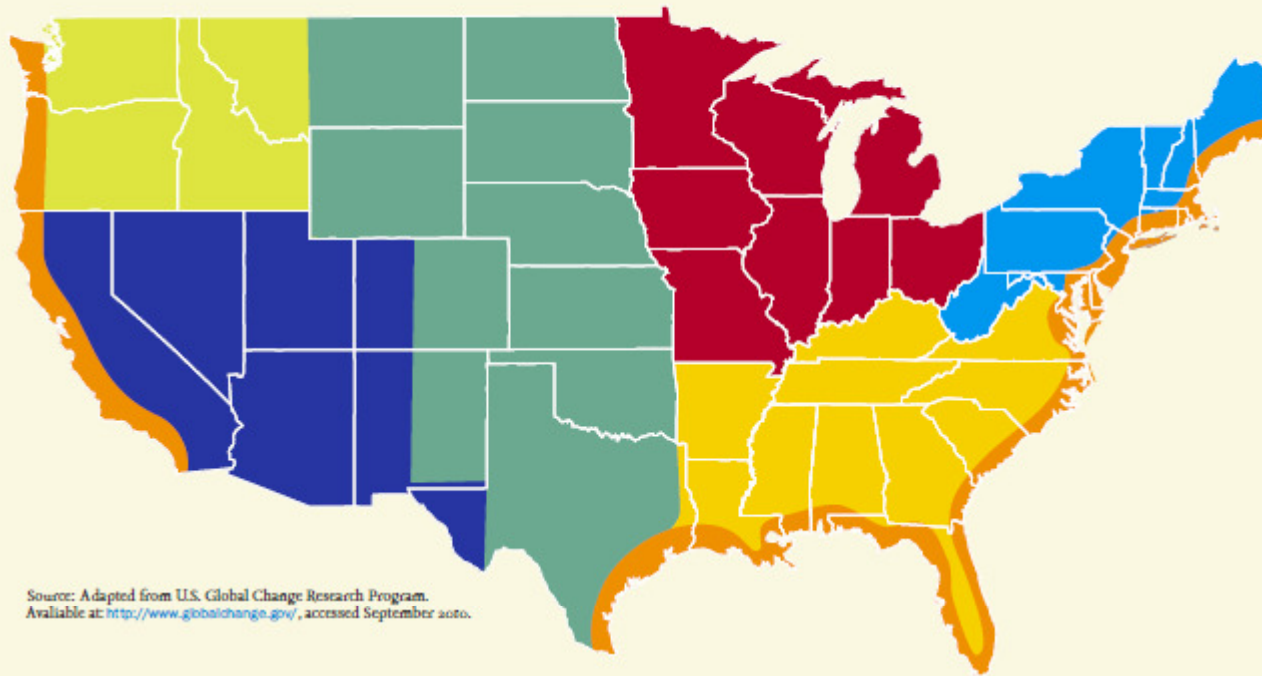 Source: Adapted from U.S. Global Change Research Program.
Avaliable at: http://www.globalchange.gov/, accessed September 2010.